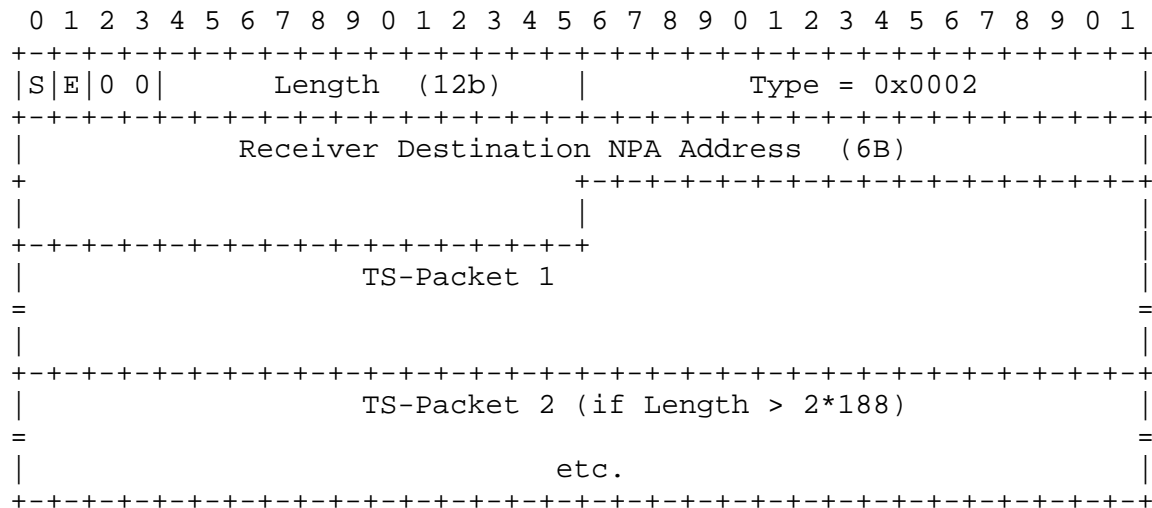 0 1 2 3 4 5 6 7 8 9 0 1 2 3 4 5 6 7 8 9 0 1 2 3 4 5 6 7 8 9 0 1
+-+-+-+-+-+-+-+-+-+-+-+-+-+-+-+-+-+-+-+-+-+-+-+-+-+-+-+-+-+-+-+-+
|S|E|0 0|      Length  (12b)    |         Type = 0x0002         |
+-+-+-+-+-+-+-+-+-+-+-+-+-+-+-+-+-+-+-+-+-+-+-+-+-+-+-+-+-+-+-+-+
|            Receiver Destination NPA Address  (6B)             |
+                               +-+-+-+-+-+-+-+-+-+-+-+-+-+-+-+-+
|                               |                               |
+-+-+-+-+-+-+-+-+-+-+-+-+-+-+-+-+                               |
|                   TS-Packet 1                                 |
=                                                               =
|                                                               |
+-+-+-+-+-+-+-+-+-+-+-+-+-+-+-+-+-+-+-+-+-+-+-+-+-+-+-+-+-+-+-+-+
|                   TS-Packet 2 (if Length > 2*188)             |
=                                                               =
|                              etc.                             |
+-+-+-+-+-+-+-+-+-+-+-+-+-+-+-+-+-+-+-+-+-+-+-+-+-+-+-+-+-+-+-+-+